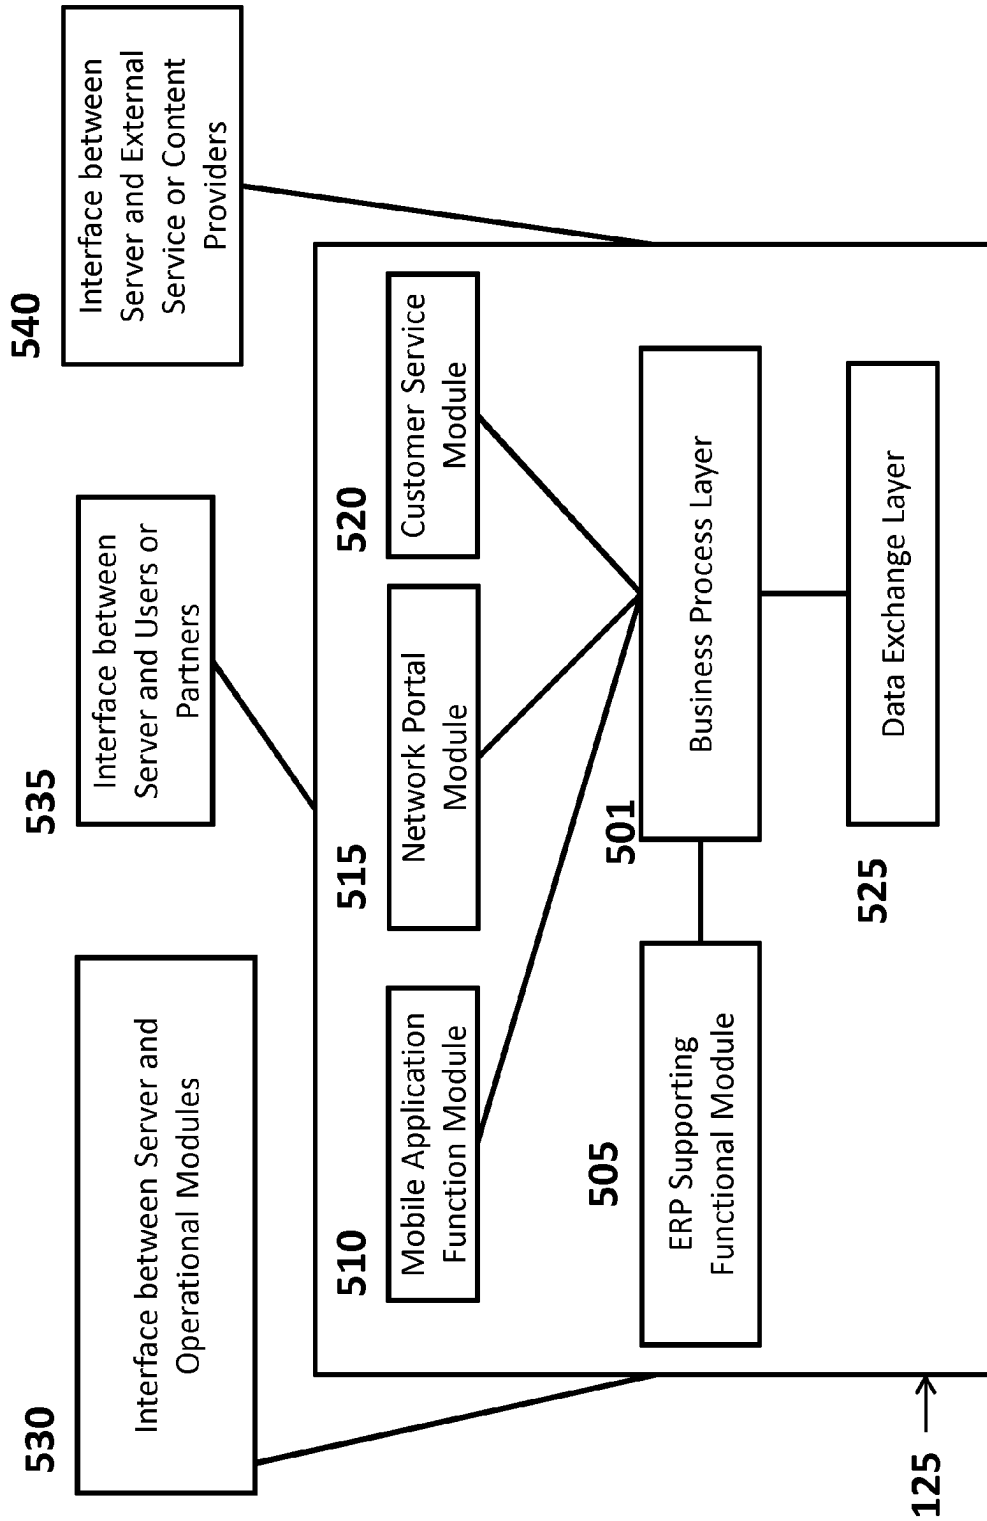 530
Interface between Server and
Operational Modules
535
Interface between
Server and Users or
Partners
540
Interface between
Server and External
Service or Content
Providers
510
Mobile Application
Function Module
515
Network Portal
Module
520
Customer Service
Module
505
ERP Supporting
Functional Module
501
Business Process Layer
525
Data Exchange Layer
125